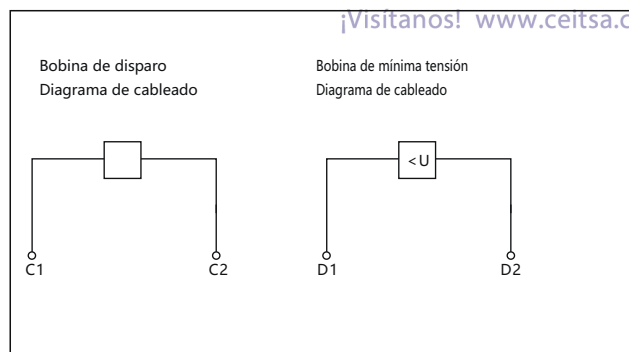 ¡Visítanos! www.ceitsa.c
Bobina de disparo
Diagrama de cableado
Bobina de mínima tensión
Diagrama de cableado
<U
C1
C2
D1
D2